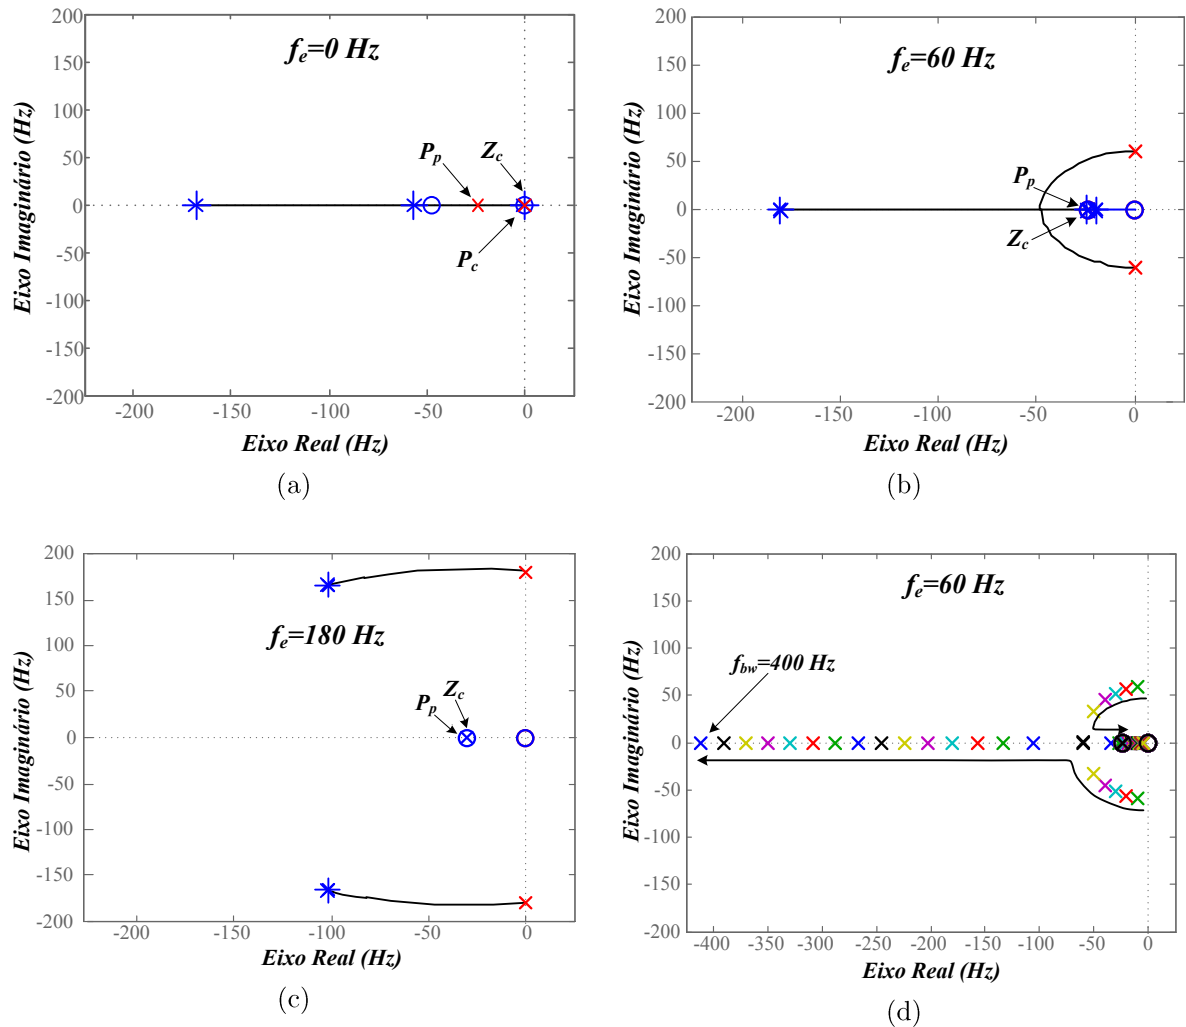 200
150
100
50
0
-50
-100
-150
-200
-200
-150
-100
-50
0
Eixo Imaginário (Hz)
Eixo Real (Hz)
fe=0 Hz
Pp
Zc
Pc
(a)
200
150
100
50
0
-50
-100
-150
-200
-200
-150
-100
-50
0
Eixo Imaginário (Hz)
Eixo Real (Hz)
fe=60 Hz
Pp
Zc
(b)
200
150
100
50
0
-50
-100
-150
-200
-200
-150
-100
-50
0
Eixo Imaginário (Hz)
Eixo Real (Hz)
fe=180 Hz
Zc
Pp
(c)
200
150
100
50
0
-50
-100
-150
-200
-400
-350
-300
-250
-200
-150
-100
-50
0
Eixo Imaginário (Hz)
Eixo Real (Hz)
fe=60 Hz
fbw=400 Hz
(d)